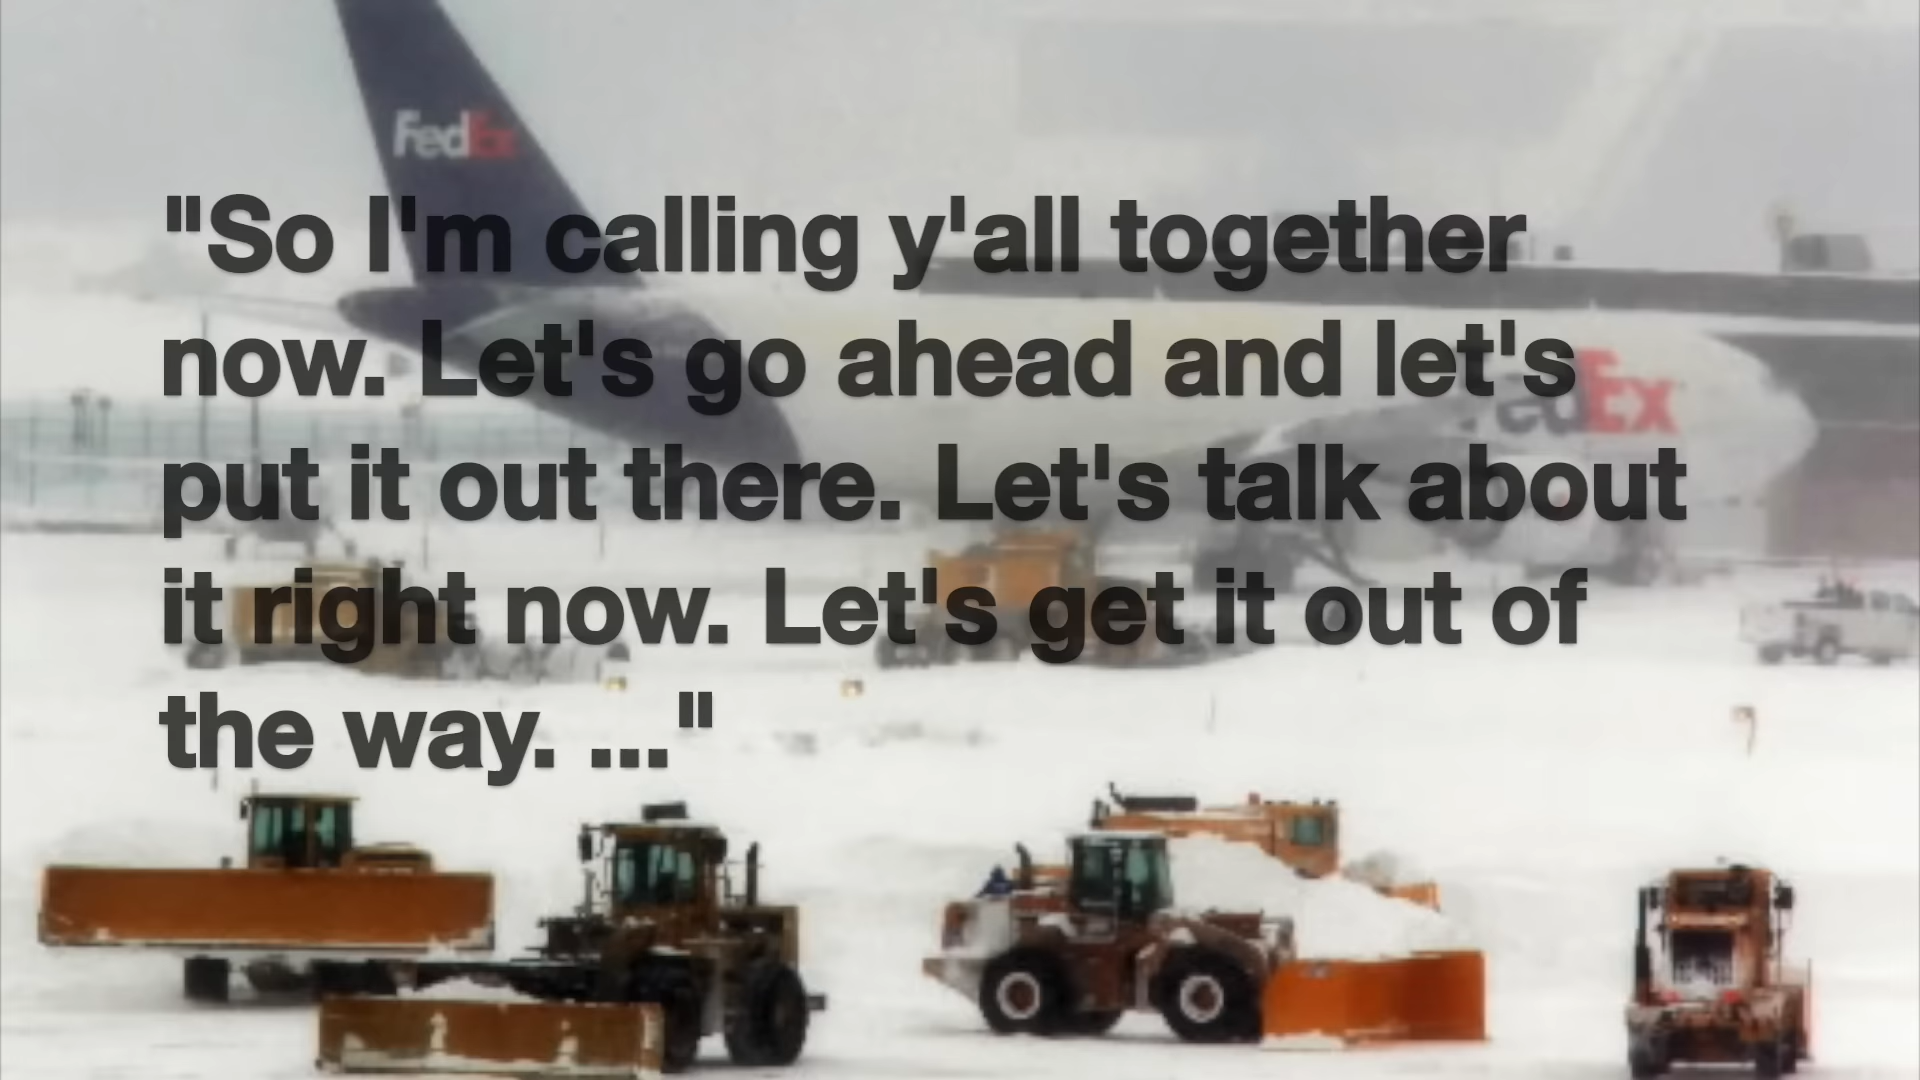 FedEx
"So I'm calling y'all together
now. Let's go ahead and let's
FedEx
put it out there. Let's talk about
it right now. Let's get it out of
the way. ..."